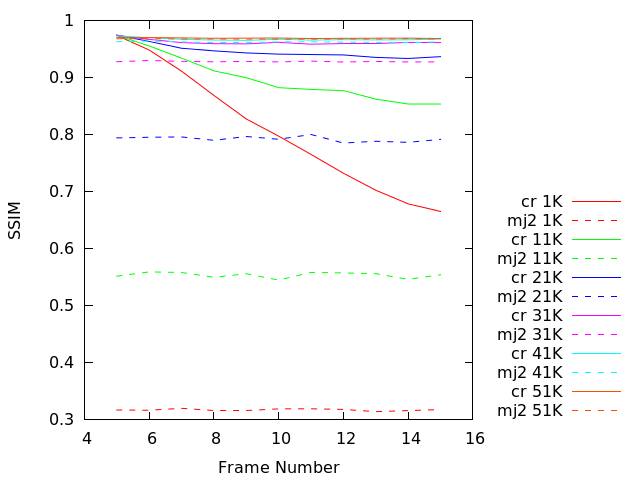 1
0.9
0.8
0.7
0.6
0.5
0.4
0.3
SSIM
4
6
8
10
12
14
16
Frame Number
cr 1K
mj2 1K
cr 11K
mj2 11K
cr 21K
mj2 21K
cr 31K
mj2 31K
cr 41K
mj2 41K
cr 51K
mj2 51K